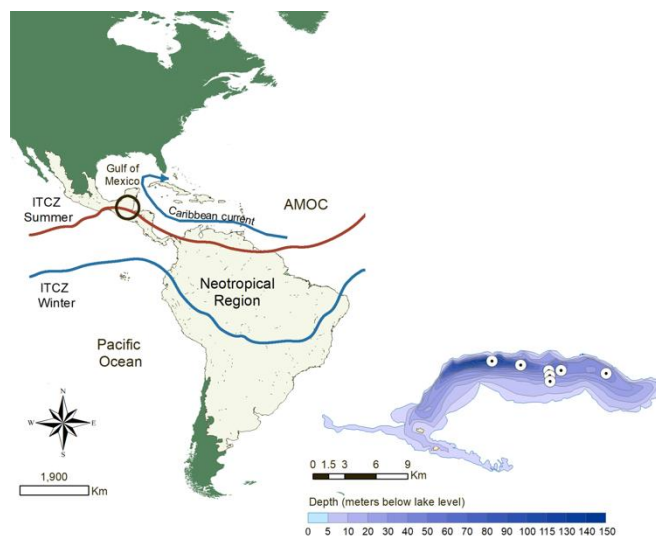 Gulf of
Mexico
ITCZ
Summer
Caribbean current
AMOC
ITCZ
Winter
Neotropical
Region
Pacific
Ocean
N
W
E
S
1,900
Km
0 1.5 3 6 9
Km
Depth (meters below lake level)
0 5 10 20 30 40 50 60 70 80 90 100 115 130 150